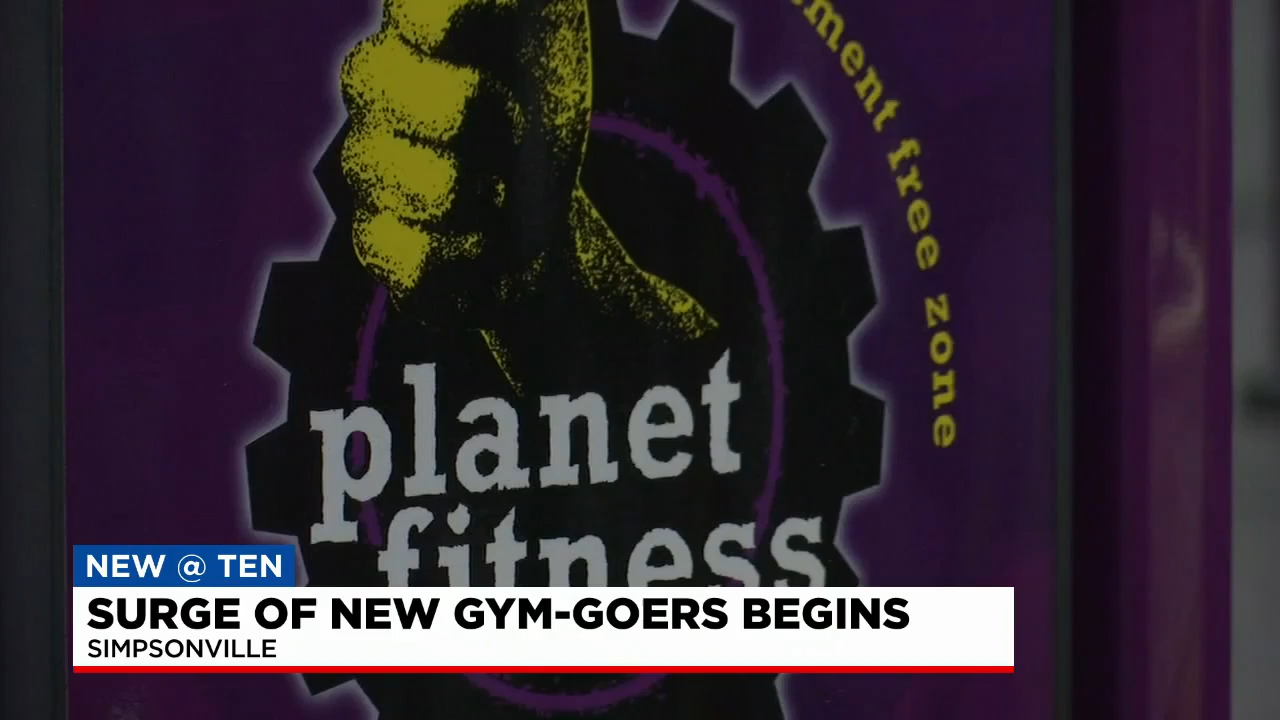 ment free zone
planet
fitness
NEW @ TEN
SURGE OF NEW GYM-GOERS BEGINS
SIMPSONVILLE